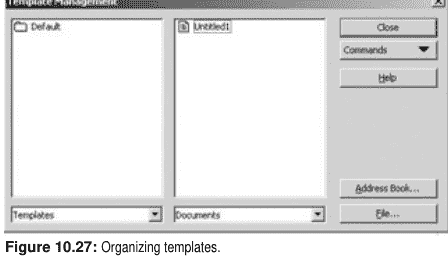 Template Management
Default
Untitled1
Close
Commands
Help
Address Book...
Templates
Documents
File...
Figure 10.27: Organizing templates.